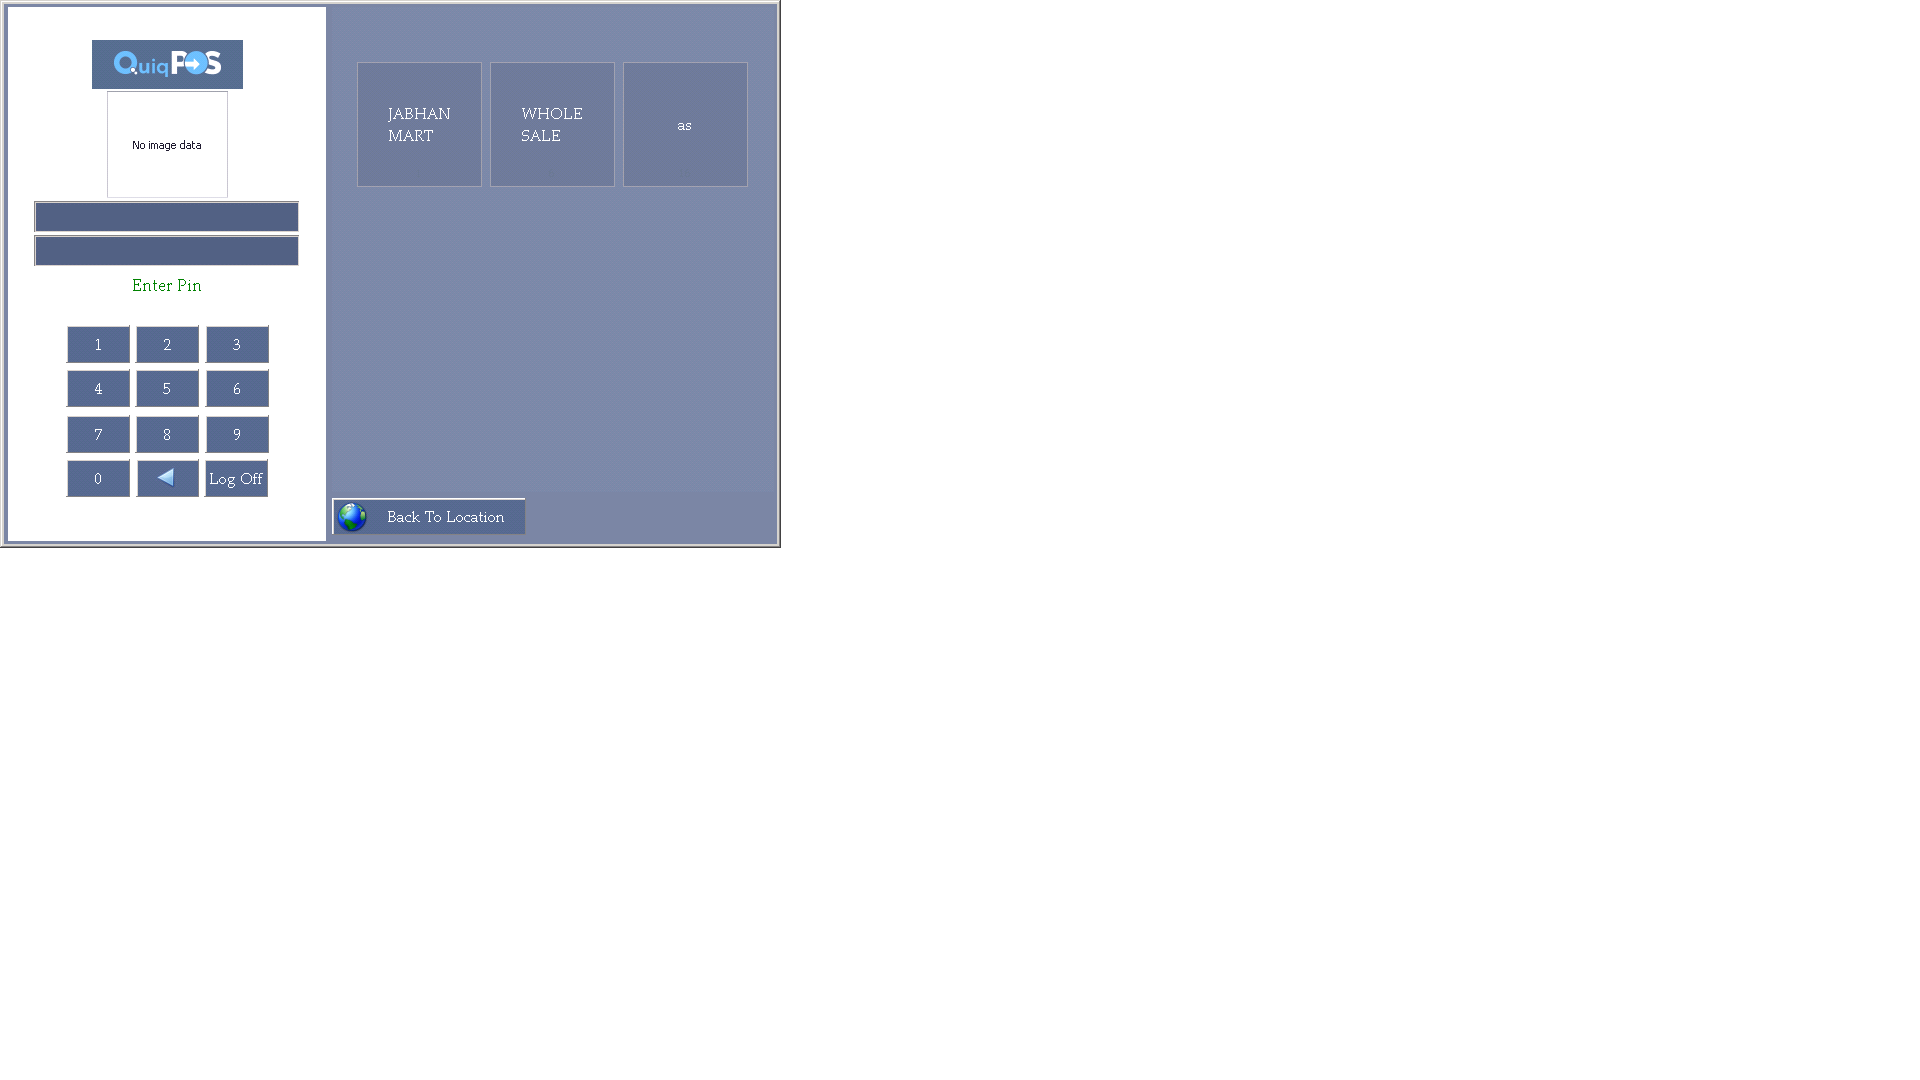 QuiqPOS
No image data
Enter Pin
1 2 3
4 5 6
7 8 9
0 Log Off
JABHAN
MART
WHOLE
SALE
as
Back To Location